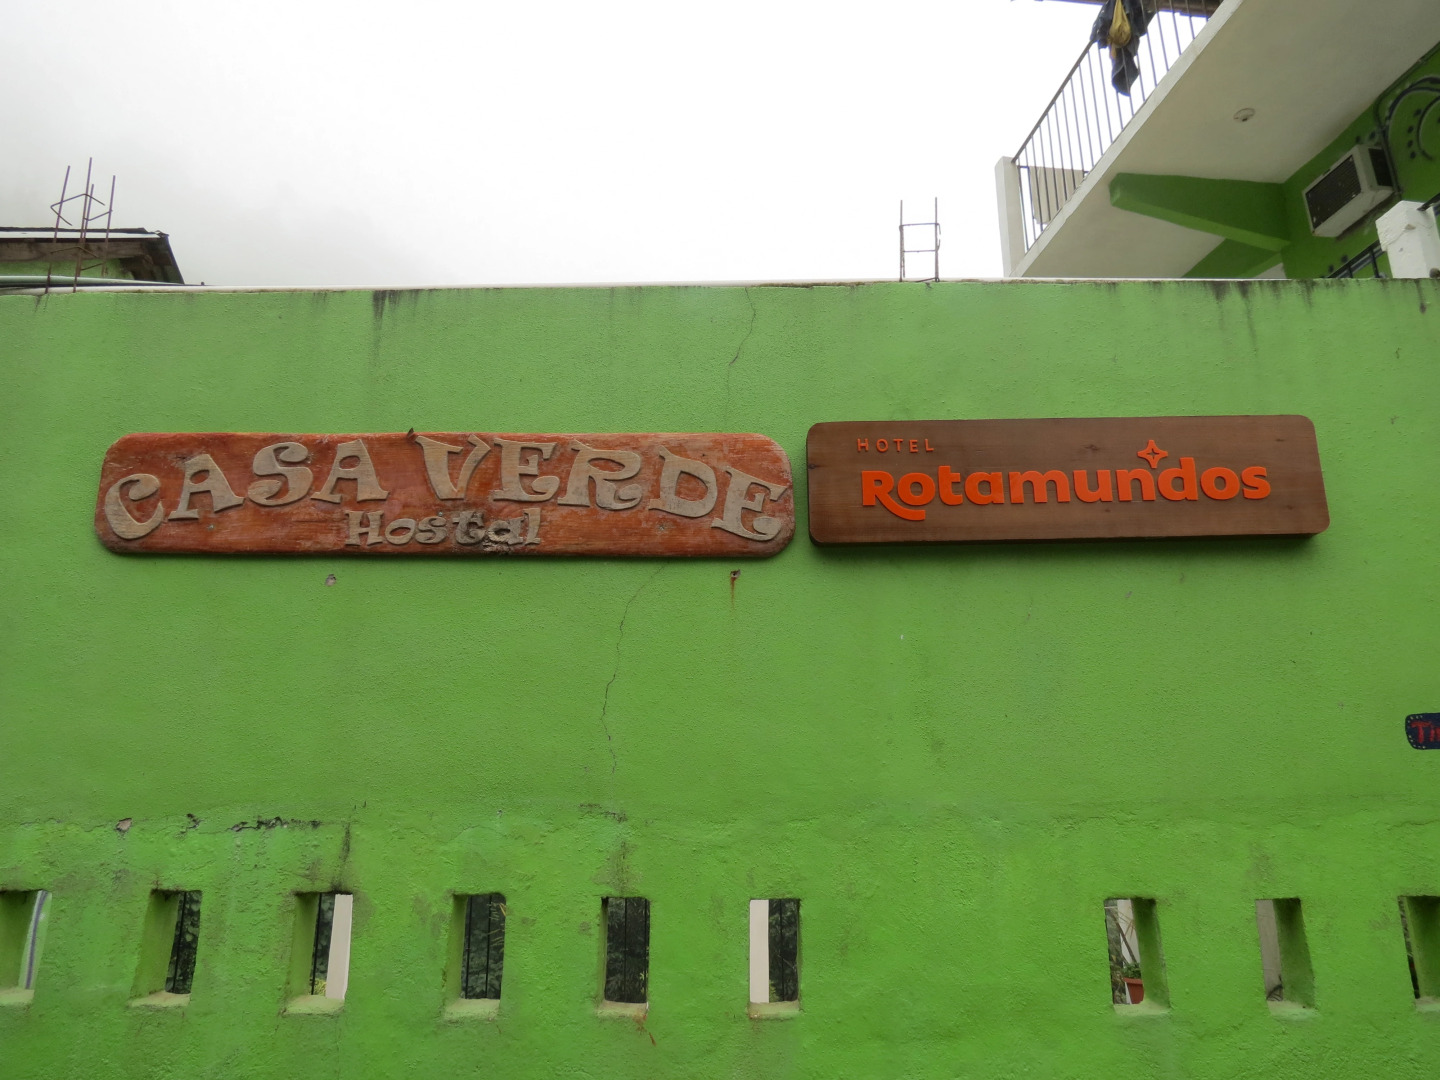 CASA VERDE
Hostal
HOTEL
Rotamundos